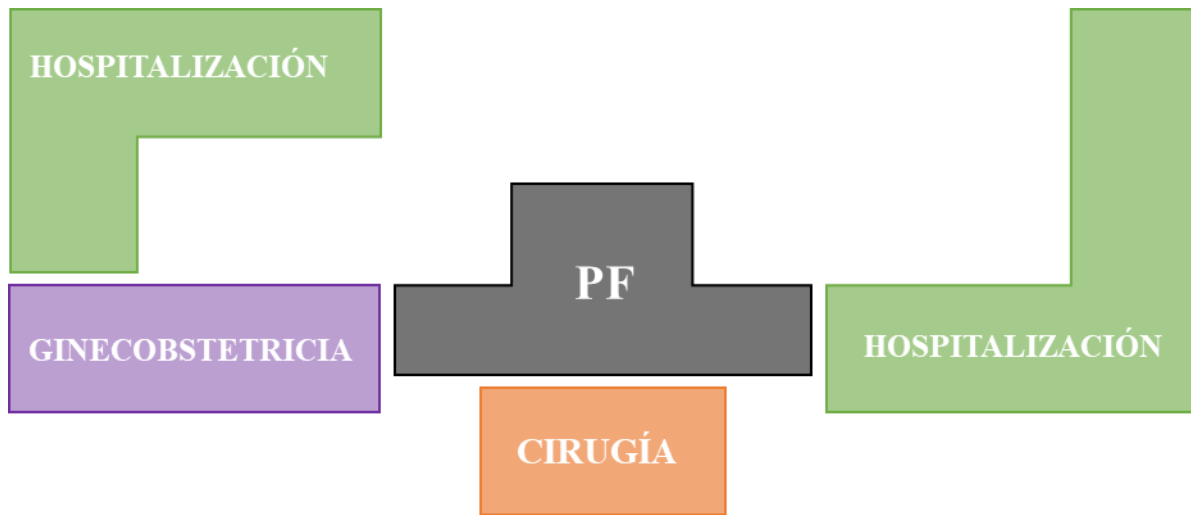 HOSPITALIZACIÓN
PF
GINECOBSTETRICIA
HOSPITALIZACIÓN
CIRUGÍA